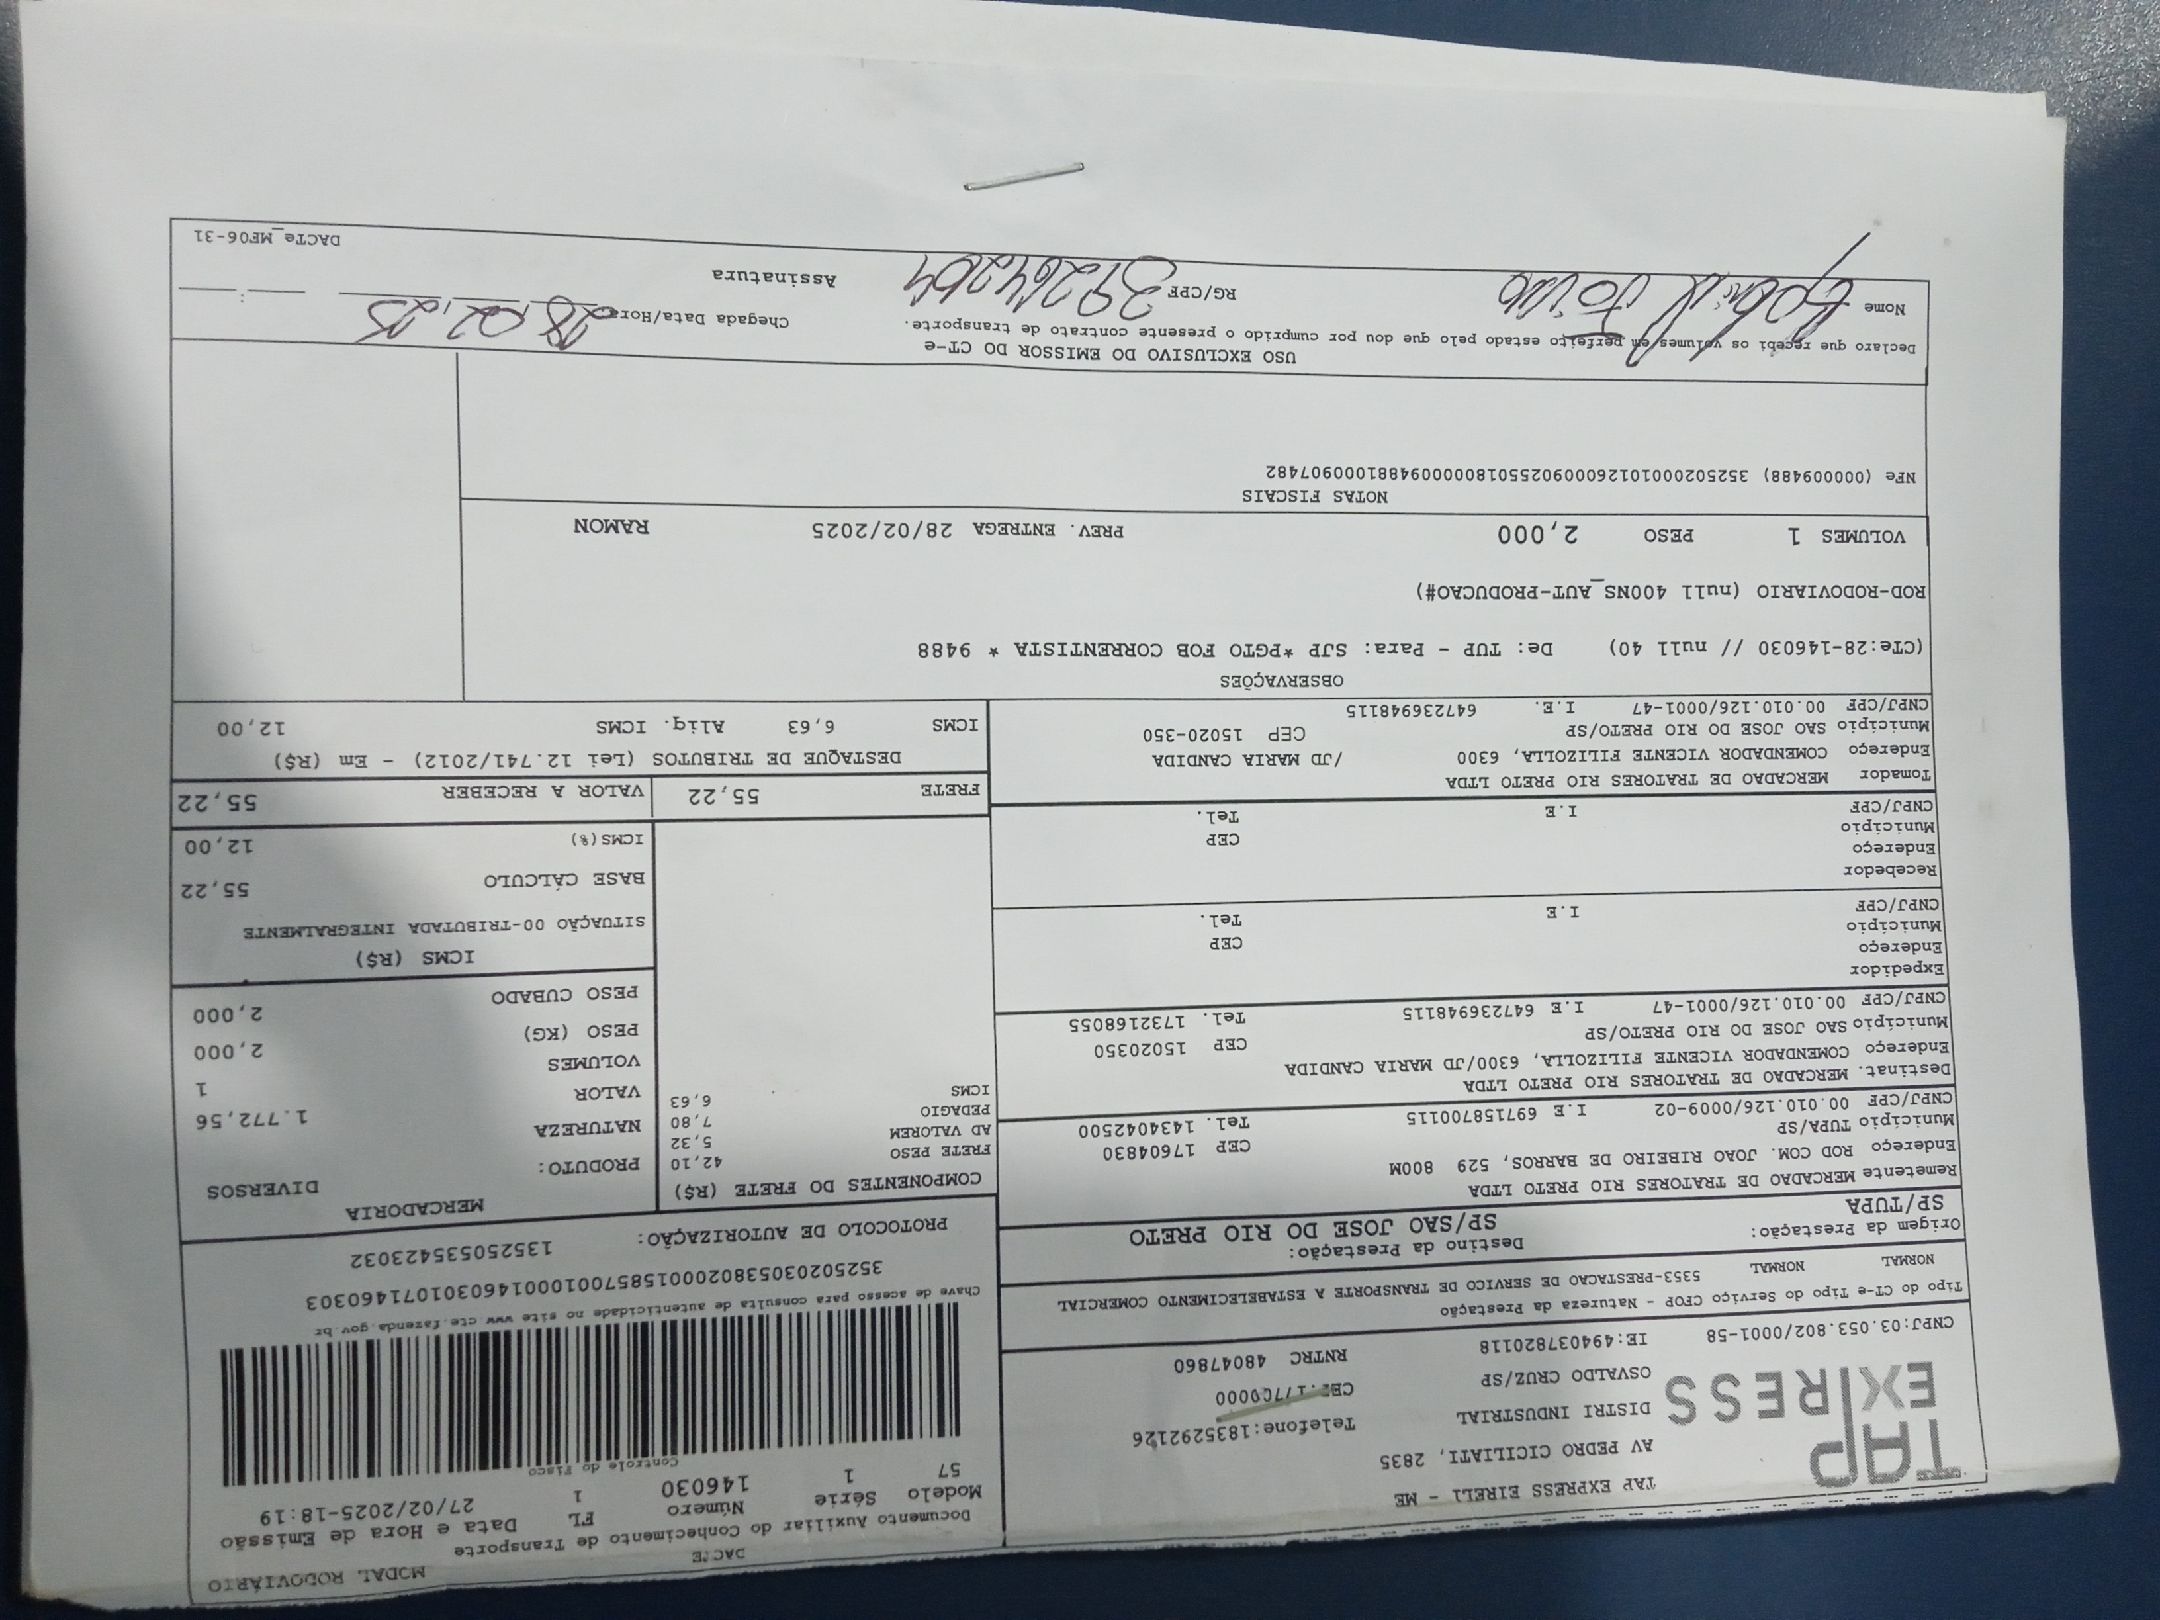 DACTE
MODAL RODOVIÁRIO
Documento Auxiliar do Conhecimento de Transporte
Modelo Série Número FL Data e Hora de Emissão
57 1 146030 1 27/02/2025-18:19
Controle do Fisco
TAP
EXPRESS
TAP EXPRESS EIRELI EIRELI - ME
AV PEDRO CICILIATI, 2835
DISTRI INDUSTRIAL Telefone:1835292126
OSVALDO CRUZ/SP CEP:17700000
CNPJ:03.053.802/0001-58 IE:494037820118 RNTRC 48047860
Chave de acesso para consulta de autenticidade no site www.cte.fazenda.gov.br
35250203053802000158570010001460301071460303
PROTOCOLO DE AUTORIZAÇÃO: 135250535423032
Tipo do CT-e Tipo do Serviço CFOP - Natureza da Prestação
NORMAL NORMAL 5353-PRESTACAO DE SERVICO DE TRANSPORTE A ESTABELECIMENTO COMERCIAL
Origem da Prestação: Destino da Prestação:
SP/TUPA SP/SAO JOSE DO RIO PRETO
Remetente MERCADAO DE TRATORES RIO PRETO LTDA
Endereço ROD COM. JOAO RIBEIRO DE BARROS, 529 800M
Município TUPA/SP CEP 17604830
CNPJ/CPF 00.010.126/0009-02 I.E 697158700115 Tel. 1434042500
Destinat. MERCADAO DE TRATORES RIO PRETO LTDA
Endereço COMENDADOR VICENTE FILIZOLLA, 6300/JD MARIA CANDIDA
Município SAO JOSE DO RIO PRETO/SP CEP 15020350
CNPJ/CPF 00.010.126/0001-47 I.E 647236948115 Tel. 1732168055
Expedidor
Endereço
Município CEP
CNPJ/CPF I.E Tel.
Recebedor
Endereço
Município CEP
CNPJ/CPF I.E Tel.
Tomador MERCADAO DE TRATORES RIO PRETO LTDA
Endereço COMENDADOR VICENTE FILIZOLLA, 6300 /JD MARIA CANDIDA
Município SAO JOSE DO RIO PRETO/SP CEP 15020-350
CNPJ/CPF 00.010.126/0001-47 I.E. 647236948115
COMPONENTES DO FRETE (R$)
FRETE PESO 42,10
AD VALOREM 5,32
PEDAGIO 7,80
ICMS 6,63
MERCADORIA
PRODUTO: DIVERSOS
NATUREZA
VALOR 1.772,56
VOLUMES 1
PESO (KG) 2,000
PESO CUBADO 2,000
ICMS (R$)
SITUAÇÃO 00-TRIBUTADA INTEGRALMENTE
BASE CÁLCULO 55,22
ICMS(%) 12,00
FRETE 55,22 VALOR A RECEBER 55,22
DESTAQUE DE TRIBUTOS (Lei 12.741/2012) - Em (R$)
ICMS 6,63 Alíq. ICMS 12,00
OBSERVAÇÕES
(CTe:28-146030 // null 40) De: TUP - Para: SJP *PGTO FOB CORRENTISTA * 9488
ROD-RODOVIARIO (null 400NS_AUT-PRODUCAO#)
VOLUMES 1 PESO 2,000 PREV. ENTREGA 28/02/2025 RAMON
NOTAS FISCAIS
NFe (000009488) 35250200010126000902550180000094881000907482
USO EXCLUSIVO DO EMISSOR DO CT-e
Declaro que recebi os volumes em perfeito estado pelo que dou por cumprido o presente contrato de transporte.
Nome Gabriel RG/CPF 392642204 Assinatura Chegada Data/Hora 28,02,25 :
DACTe_MF06-31